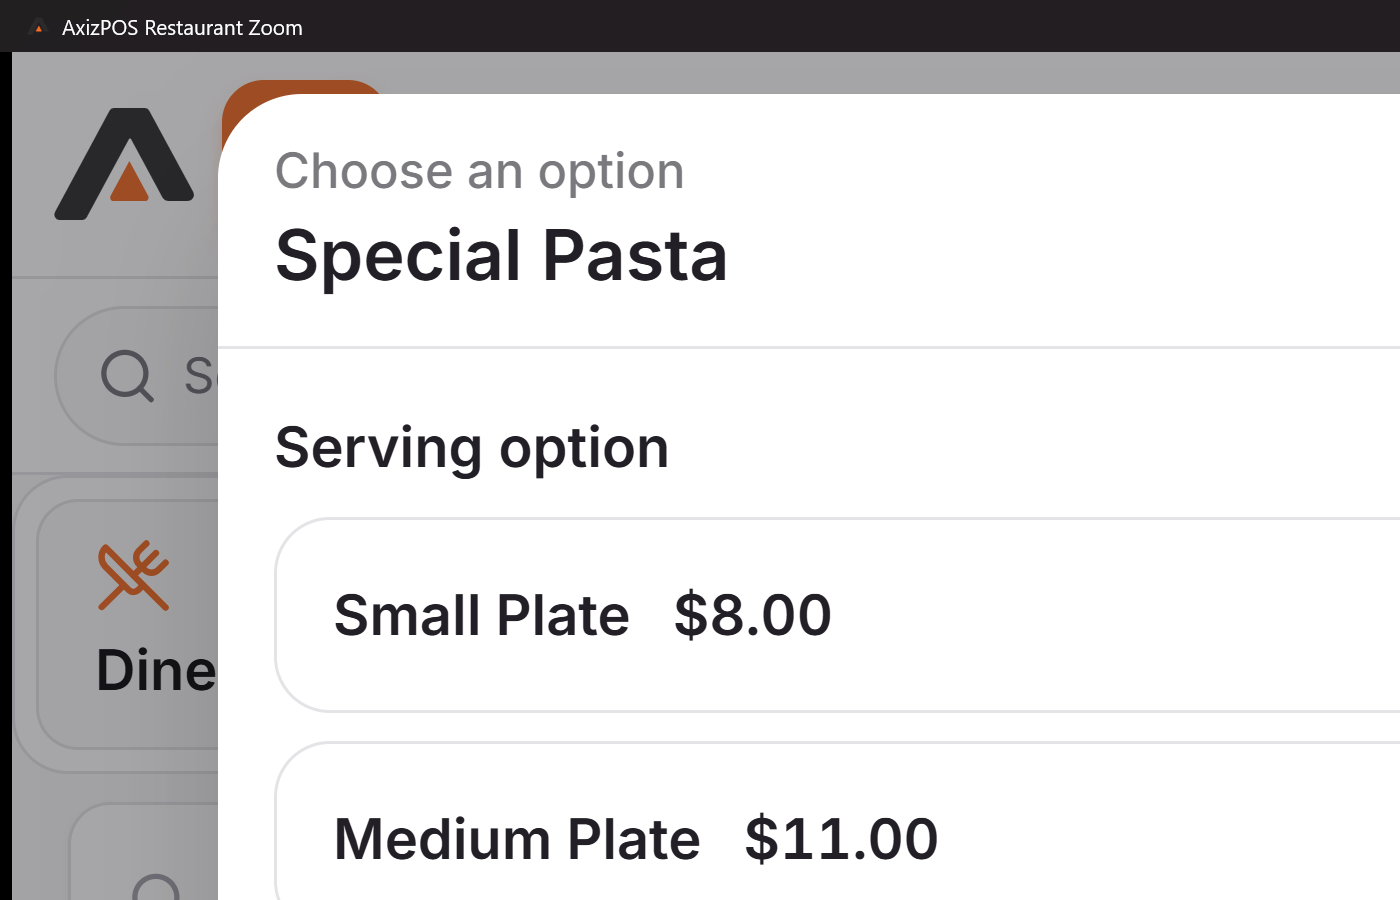 AxizPOS Restaurant Zoom
Choose an option
Special Pasta
Serving option
Dine
Small Plate $8.00
Medium Plate $11.00